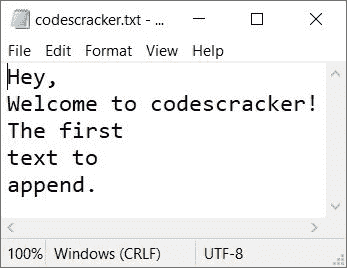 codescracker.txt - ...
File Edit Format View Help
Hey,
Welcome to codescracker!
The first
text to
append.
100% Windows (CRLF) UTF-8